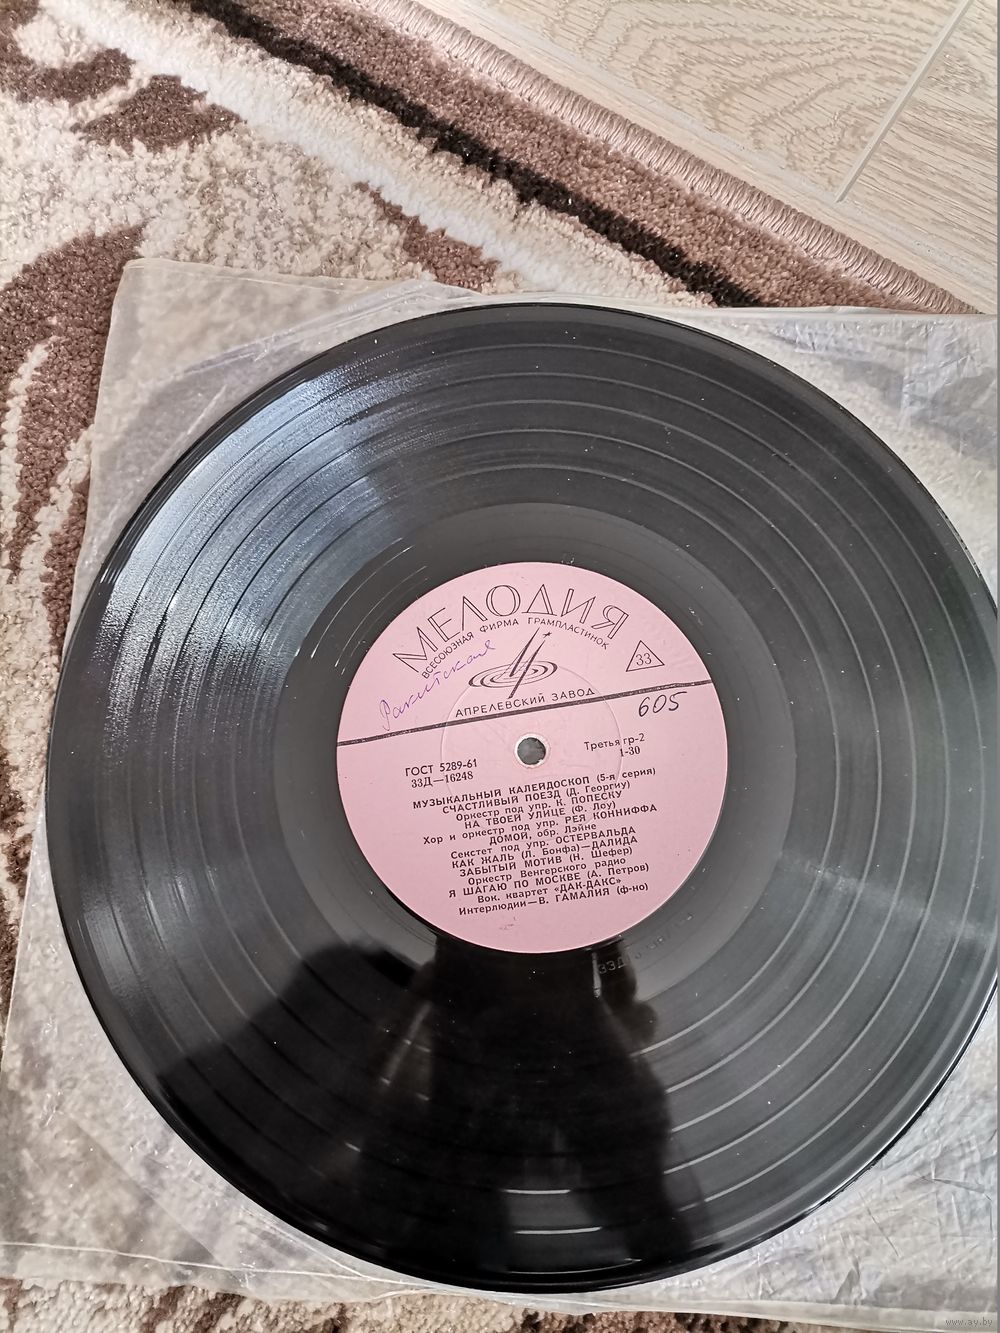 МЕЛОДИЯ
ВСЕСОЮЗНАЯ ФИРМА ГРАМПЛАСТИНОК
33
АПРЕЛЕВСКИЙ ЗАВОД
605
ГОСТ 5289-61
Третья гр-2
33Д—16248
1-30
МУЗЫКАЛЬНЫЙ КАЛЕЙДОСКОП (5-я серия)
СЧАСТЛИВЫЙ ПОЕЗД (Д. Георгиу)
Оркестр под упр. К. ПОПЕСКУ
НА ТВОЕЙ УЛИЦЕ (Ф. Лоу)
Хор и оркестр под упр. РЕЯ КОННИФФА
ДОМОЙ, обр. Лэйне
Секстет под упр. ОСТЕРВАЛЬДА
КАК ЖАЛЬ (Л. Бонфа)—ДАЛИДА
ЗАБЫТЫЙ МОТИВ (Н. Шефер)
Оркестр Венгерского радио
Я ШАГАЮ ПО МОСКВЕ (А. Петров)
Вок. квартет «ДАК-ДАКС»
Интерлюдии—В. ГАМАЛИЯ (ф-но)
www.ay.by